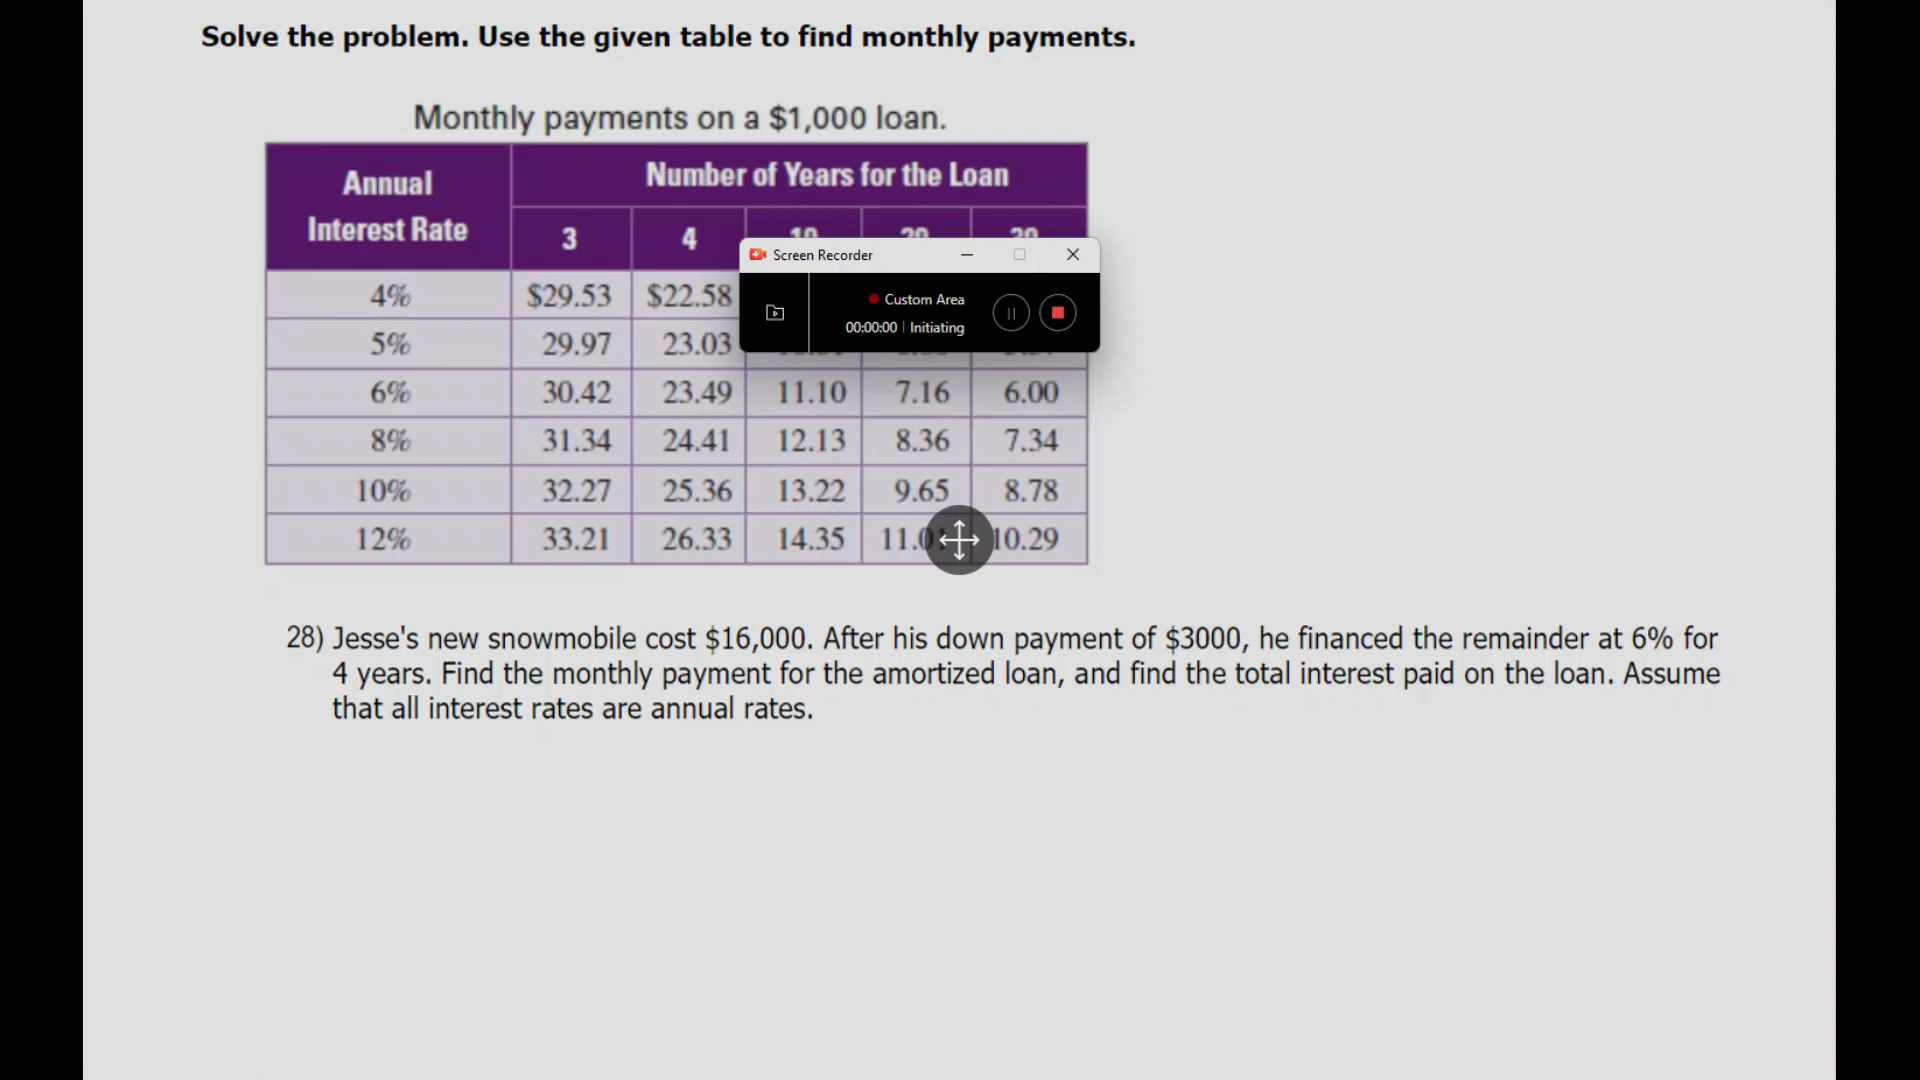 Solve the problem. Use the given table to find monthly payments.
Monthly payments on a $1,000 loan.
Annual Interest Rate Number of Years for the Loan
3 4
Screen Recorder
Custom Area
00:00:00 | Initiating
4% $29.53 $22.58
5% 29.97 23.03
6% 30.42 23.49 11.10 7.16 6.00
8% 31.34 24.41 12.13 8.36 7.34
10% 32.27 25.36 13.22 9.65 8.78
12% 33.21 26.33 14.35 10.29
28) Jesse's new snowmobile cost $16,000. After his down payment of $3000, he financed the remainder at 6% for
4 years. Find the monthly payment for the amortized loan, and find the total interest paid on the loan. Assume
that all interest rates are annual rates.